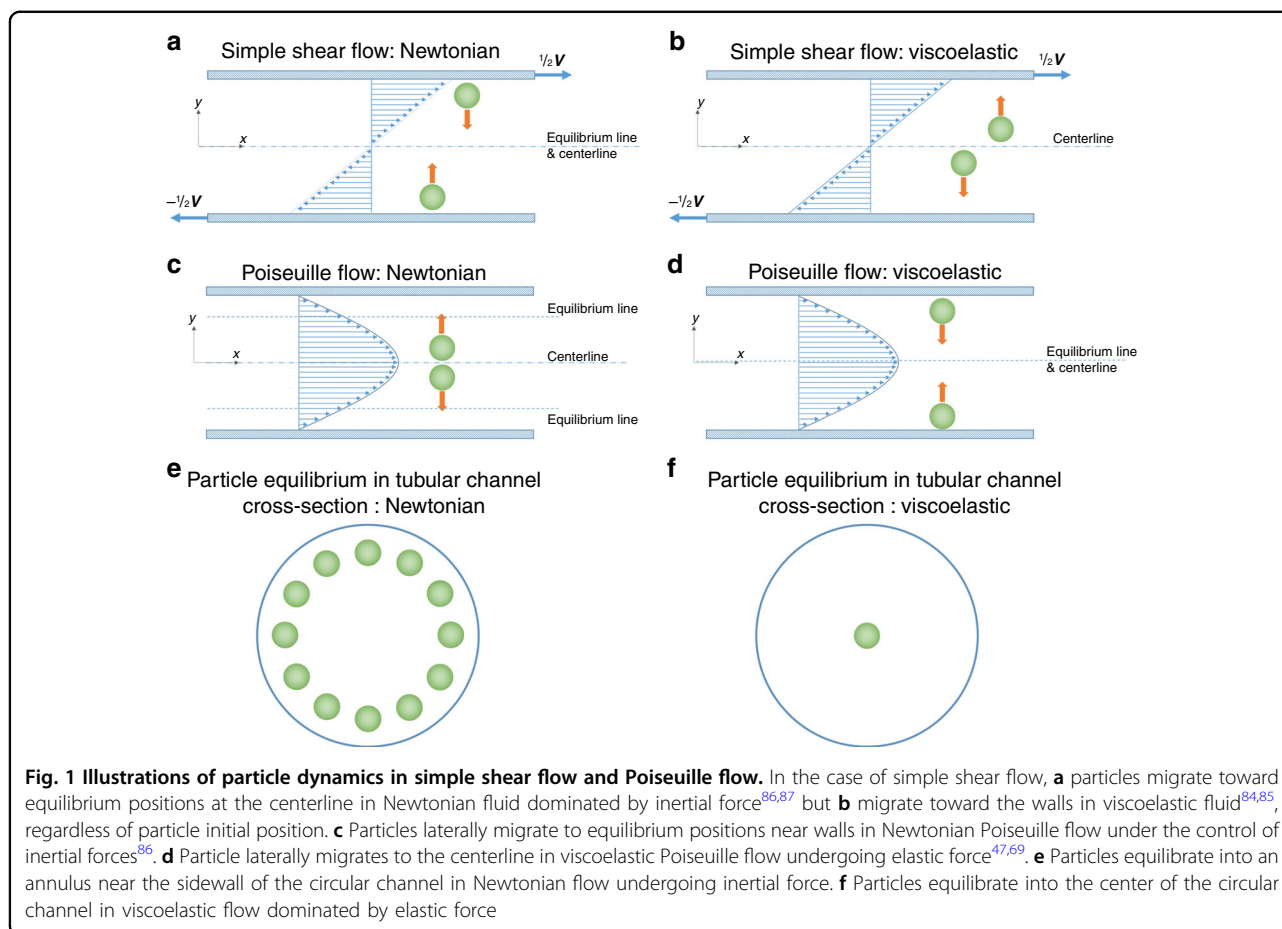 a
Simple shear flow: Newtonian
½V
y
x
Equilibrium line
& centerline
–½V
b
Simple shear flow: viscoelastic
½V
y
x
Centerline
–½V
c
Poiseuille flow: Newtonian
Equilibrium line
y
x
Centerline
Equilibrium line
d
Poiseuille flow: viscoelastic
y
x
Equilibrium line
& centerline
e
Particle equilibrium in tubular channel
cross-section : Newtonian
f
Particle equilibrium in tubular channel
cross-section : viscoelastic
Fig. 1 Illustrations of particle dynamics in simple shear flow and Poiseuille flow. In the case of simple shear flow, a particles migrate toward
equilibrium positions at the centerline in Newtonian fluid dominated by inertial force86,87 but b migrate toward the walls in viscoelastic fluid84,85,
regardless of particle initial position. c Particles laterally migrate to equilibrium positions near walls in Newtonian Poiseuille flow under the control of
inertial forces86. d Particle laterally migrates to the centerline in viscoelastic Poiseuille flow undergoing elastic force47,69. e Particles equilibrate into an
annulus near the sidewall of the circular channel in Newtonian flow undergoing inertial force. f Particles equilibrate into the center of the circular
channel in viscoelastic flow dominated by elastic force